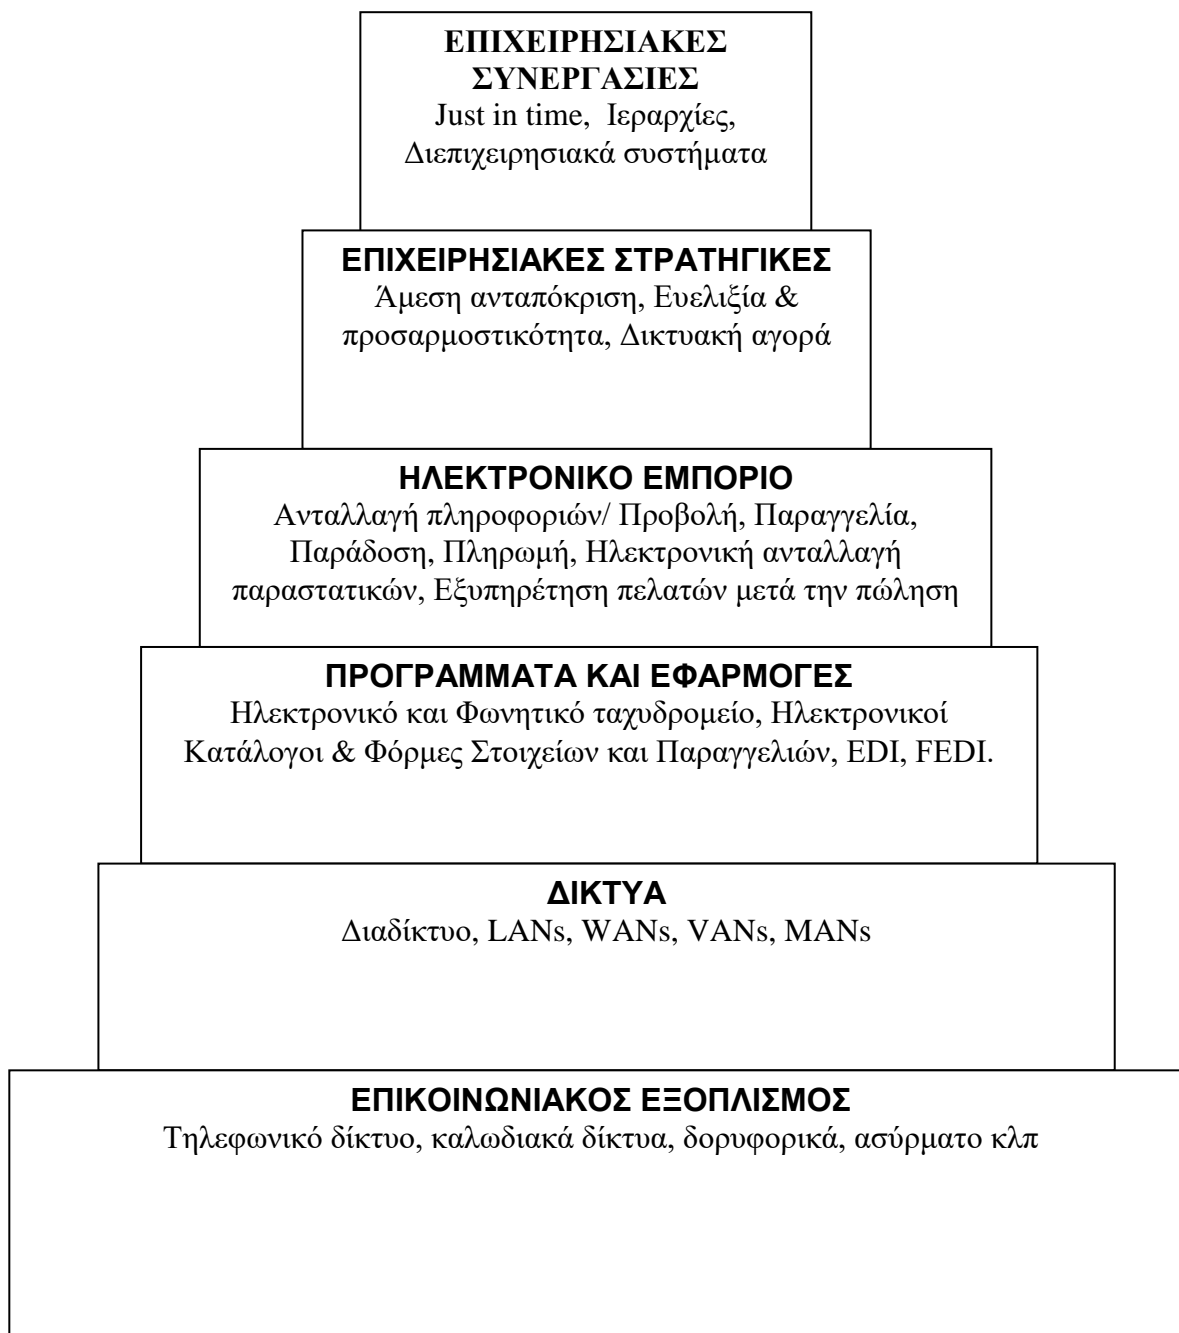 ΕΠΙΧΕΙΡΗΣΙΑΚΕΣ
ΣΥΝΕΡΓΑΣΙΕΣ
Just in time, Ιεραρχίες,
Διεπιχειρησιακά συστήματα
ΕΠΙΧΕΙΡΗΣΙΑΚΕΣ ΣΤΡΑΤΗΓΙΚΕΣ
Άμεση ανταπόκριση, Ευελιξία &
προσαρμοστικότητα, Δικτυακή αγορά
ΗΛΕΚΤΡΟΝΙΚΟ ΕΜΠΟΡΙΟ
Ανταλλαγή πληροφοριών/ Προβολή, Παραγγελία,
Παράδοση, Πληρωμή, Ηλεκτρονική ανταλλαγή
παραστατικών, Εξυπηρέτηση πελατών μετά την πώληση
ΠΡΟΓΡΑΜΜΑΤΑ ΚΑΙ ΕΦΑΡΜΟΓΕΣ
Ηλεκτρονικό και Φωνητικό ταχυδρομείο, Ηλεκτρονικοί
Κατάλογοι & Φόρμες Στοιχείων και Παραγγελιών, EDI, FEDI.
ΔΙΚΤΥΑ
Διαδίκτυο, LANs, WANs, VANs, MANs
ΕΠΙΚΟΙΝΩΝΙΑΚΟΣ ΕΞΟΠΛΙΣΜΟΣ
Τηλεφωνικό δίκτυο, καλωδιακά δίκτυα, δορυφορικά, ασύρματο κλπ